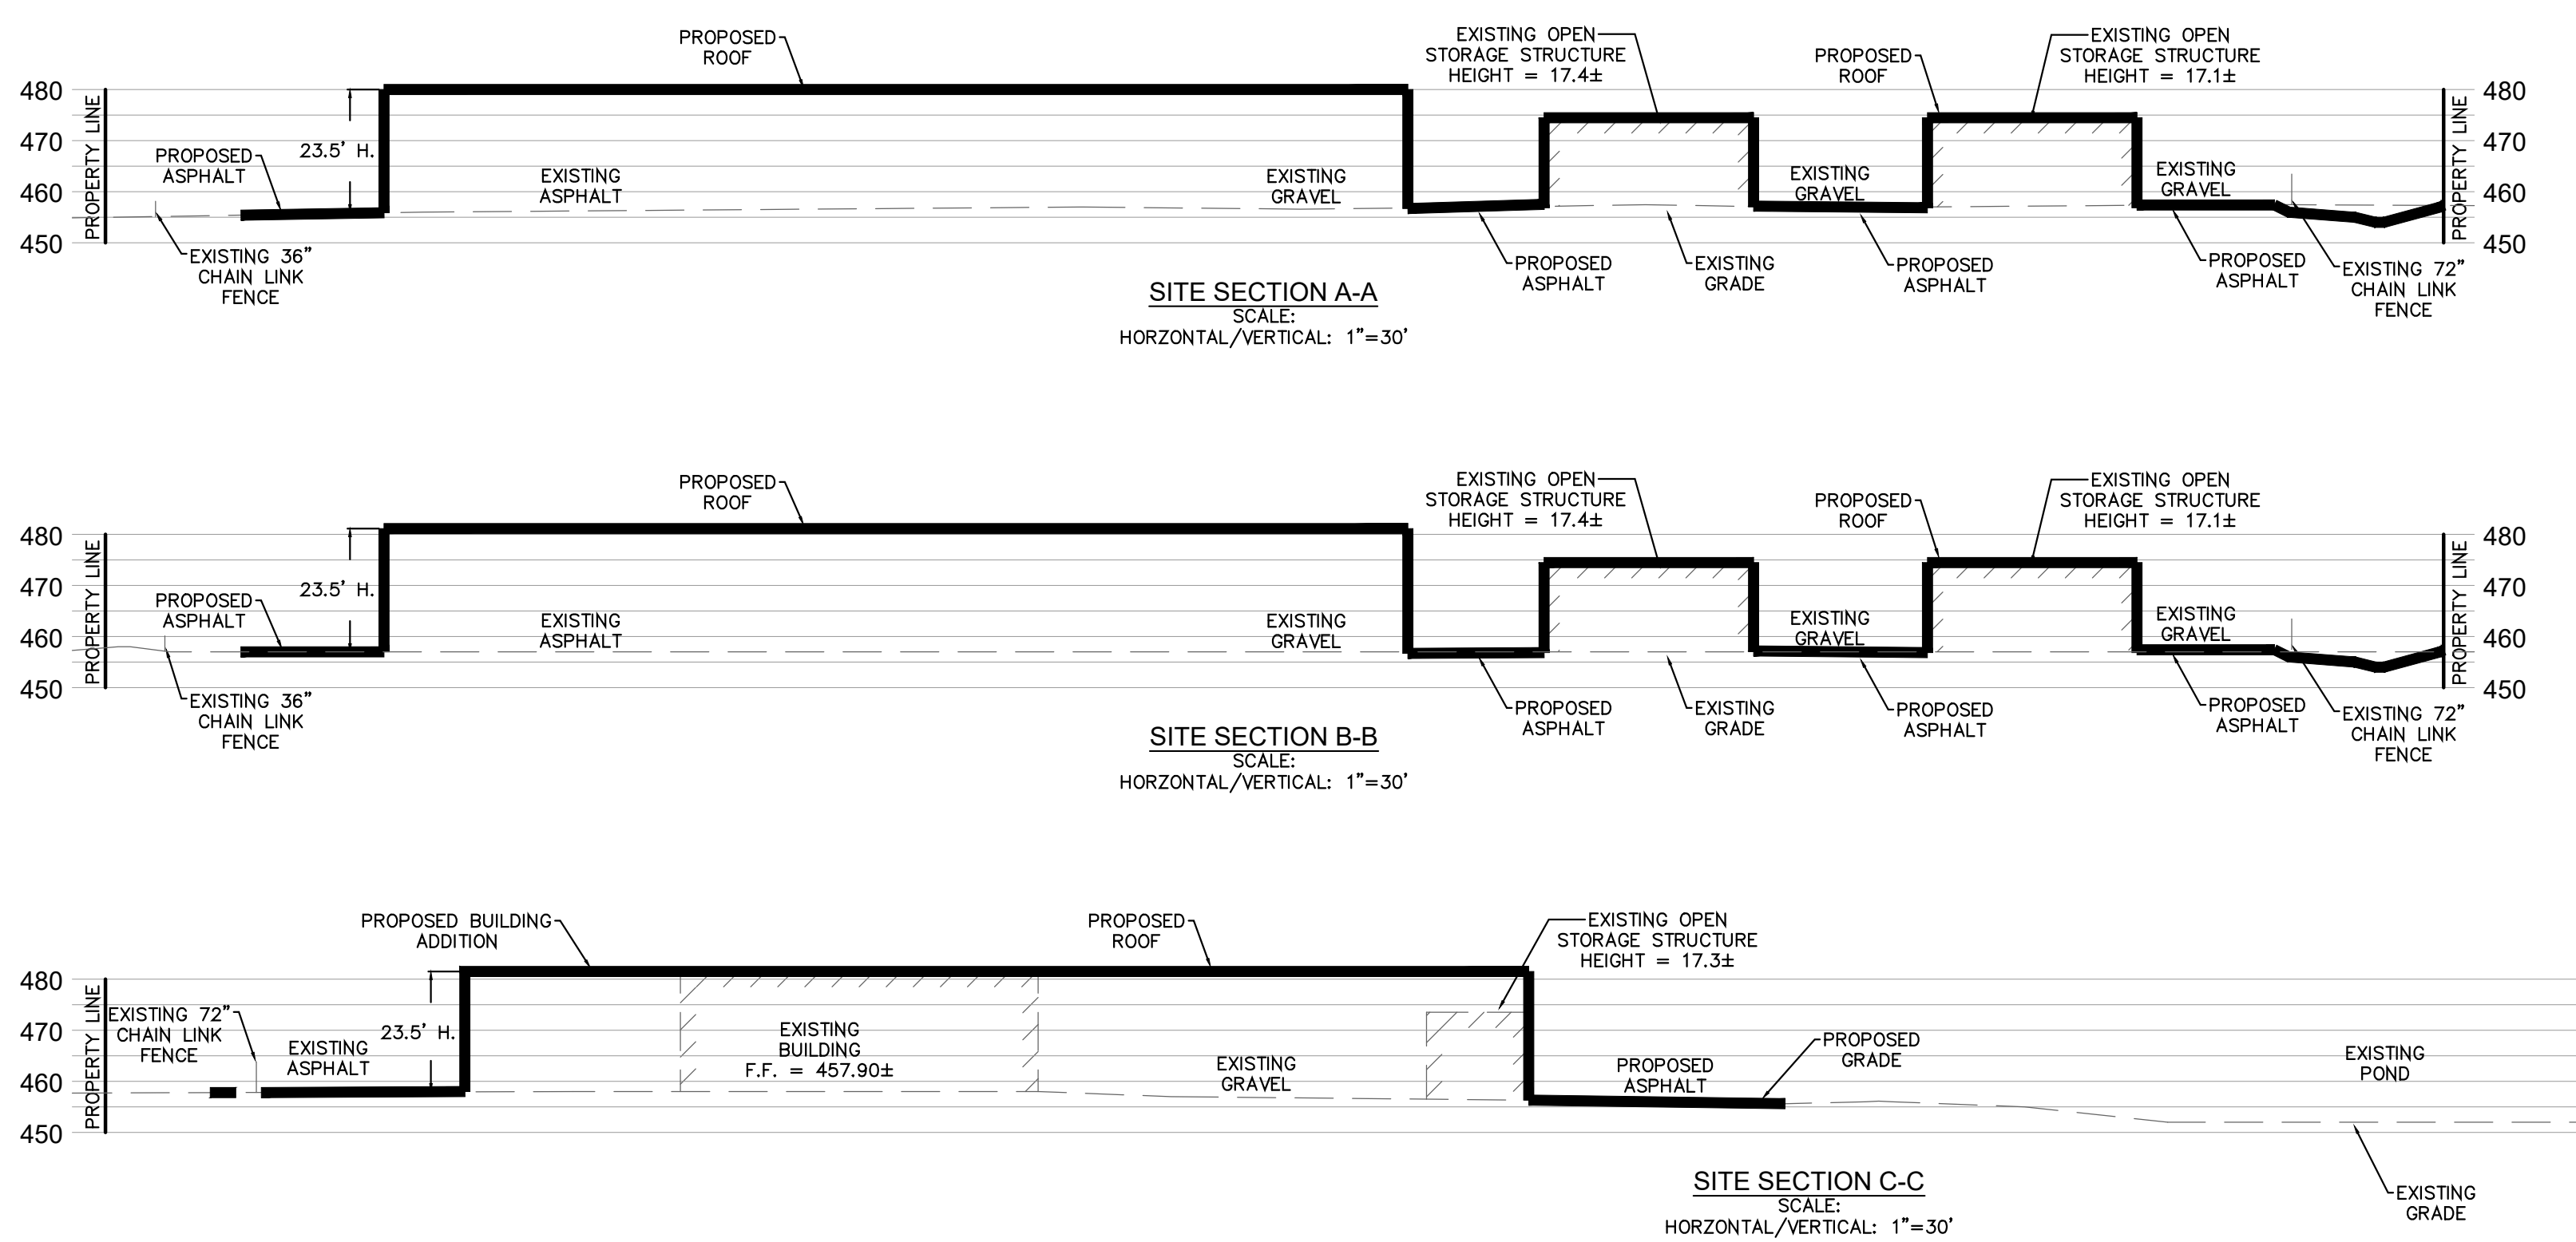 PROPOSED
ROOF
EXISTING OPEN
STORAGE STRUCTURE
HEIGHT = 17.4±
PROPOSED
ROOF
EXISTING OPEN
STORAGE STRUCTURE
HEIGHT = 17.1±
480
470
460
450
PROPERTY LINE
PROPOSED
ASPHALT
23.5' H.
EXISTING
ASPHALT
EXISTING
GRAVEL
EXISTING
GRAVEL
EXISTING
GRAVEL
PROPERTY LINE
480
470
460
450
EXISTING 36"
CHAIN LINK
FENCE
PROPOSED
ASPHALT
EXISTING
GRADE
PROPOSED
ASPHALT
PROPOSED
ASPHALT
EXISTING 72"
CHAIN LINK
FENCE
SITE SECTION A-A
SCALE:
HORZONTAL/VERTICAL: 1"=30'
PROPOSED
ROOF
EXISTING OPEN
STORAGE STRUCTURE
HEIGHT = 17.4±
PROPOSED
ROOF
EXISTING OPEN
STORAGE STRUCTURE
HEIGHT = 17.1±
480
470
460
450
PROPERTY LINE
PROPOSED
ASPHALT
23.5' H.
EXISTING
ASPHALT
EXISTING
GRAVEL
EXISTING
GRAVEL
EXISTING
GRAVEL
PROPERTY LINE
480
470
460
450
EXISTING 36"
CHAIN LINK
FENCE
PROPOSED
ASPHALT
EXISTING
GRADE
PROPOSED
ASPHALT
PROPOSED
ASPHALT
EXISTING 72"
CHAIN LINK
FENCE
SITE SECTION B-B
SCALE:
HORZONTAL/VERTICAL: 1"=30'
PROPOSED BUILDING
ADDITION
PROPOSED
ROOF
EXISTING OPEN
STORAGE STRUCTURE
HEIGHT = 17.3±
480
470
460
450
PROPERTY LINE
EXISTING 72"
CHAIN LINK
FENCE
EXISTING
ASPHALT
23.5' H.
EXISTING
BUILDING
F.F. = 457.90±
EXISTING
GRAVEL
PROPOSED
ASPHALT
PROPOSED
GRADE
EXISTING
POND
EXISTING
GRADE
SITE SECTION C-C
SCALE:
HORZONTAL/VERTICAL: 1"=30'